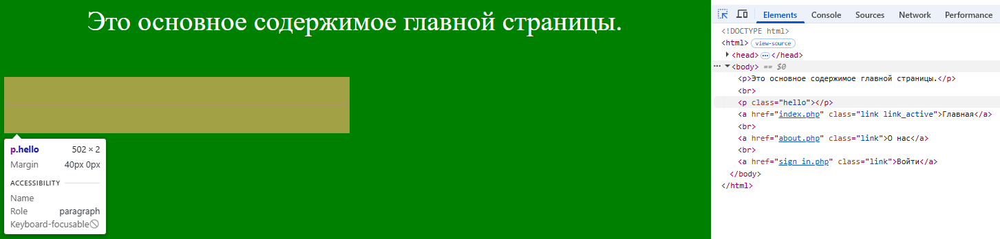 Это основное содержимое главной страницы.
p.hello 502 × 2
Margin 40px 0px
ACCESSIBILITY
Name
Role paragraph
Keyboard-focusable
Elements Console Sources Network Performance
<!DOCTYPE html>
<html> view-source
<head> ••• </head>
••• <body> == $0
<p>Это основное содержимое главной страницы.</p>
<br>
<p class="hello"></p>
<a href="index.php" class="link link_active">Главная</a>
<br>
<a href="about.php" class="link">О нас</a>
<br>
<a href="sign_in.php" class="link">Войти</a>
</body>
</html>